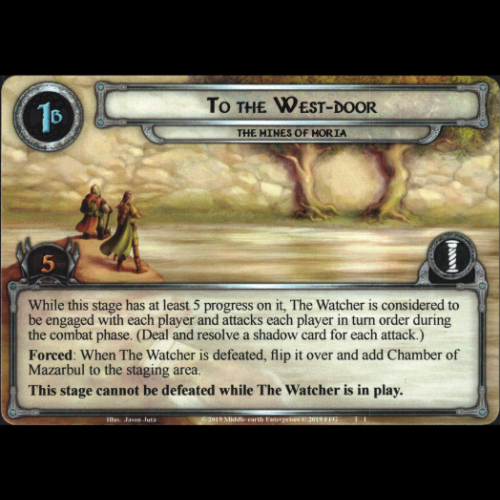 1B
TO THE WEST-DOOR
THE MINES OF MORIA
5
While this stage has at least 5 progress on it, The Watcher is considered to
be engaged with each player and attacks each player in turn order during
the combat phase. (Deal and resolve a shadow card for each attack.)
Forced: When The Watcher is defeated, flip it over and add Chamber of
Mazarbul to the staging area.
This stage cannot be defeated while The Watcher is in play.
Illus. Jason Juta © 2019 Middle-earth Enterprises © 2019 FFG 1 1